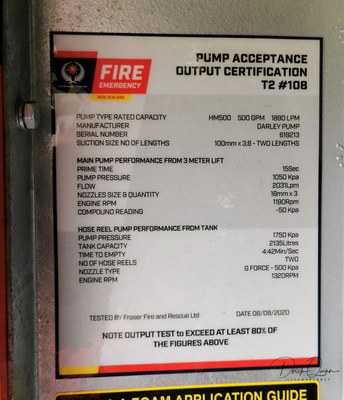 FIRE
EMERGENCY
NEW ZEALAND
PUMP ACCEPTANCE
OUTPUT CERTIFICATION
T2 #108
PUMP TYPE RATED CAPACITY HM500 500 GPM 1890 LPM
MANUFACTURER DARLEY PUMP
SERIAL NUMBER 619213
SUCTION SIZE NO OF LENGTHS 100mm x 3.6 - TWO LENGTHS
MAIN PUMP PERFORMANCE FROM 3 METER LIFT
PRIME TIME 15Sec
PUMP PRESSURE 1050 Kpa
FLOW 2031Lpm
NOZZLES SIZE & QUANTITY 18mm x 3
ENGINE RPM 1190Rpm
COMPOUND READING -50 Kpa
HOSE REEL PUMP PERFORMANCE FROM TANK
PUMP PRESSURE 1750 Kpa
TANK CAPACITY 2135Litres
TIME TO EMPTY 4:42Min/Sec
NO OF HOSE REELS TWO
NOZZLE TYPE G FORCE - 500 Kpa
ENGINE RPM 1320RPM
TESTED BY Fraser Fire and Rescue Ltd DATE 08/09/2020
NOTE OUTPUT TEST to EXCEED AT LEAST 80% OF
THE FIGURES ABOVE
FOAM APPLICATION GUIDE